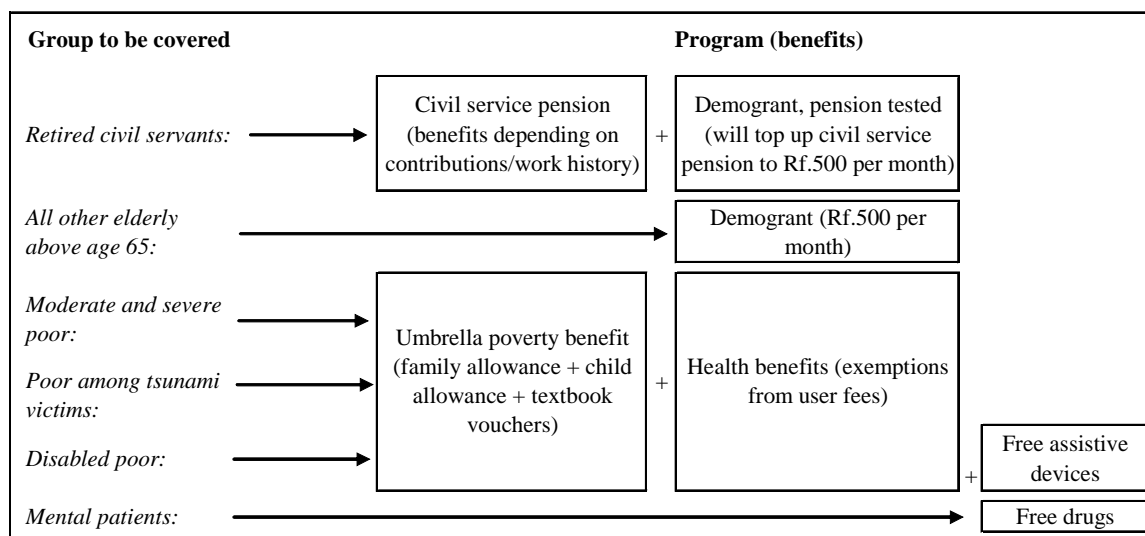 Group to be covered
Program (benefits)
Retired civil servants:
Civil service pension
(benefits depending on
contributions/work history)
+
Demogrant, pension tested
(will top up civil service
pension to Rf.500 per month)
All other elderly
above age 65:
Demogrant (Rf.500 per
month)
Moderate and severe
poor:
Poor among tsunami
victims:
Disabled poor:
Umbrella poverty benefit
(family allowance + child
allowance + textbook
vouchers)
+
Health benefits (exemptions
from user fees)
+
Free assistive
devices
Mental patients:
Free drugs